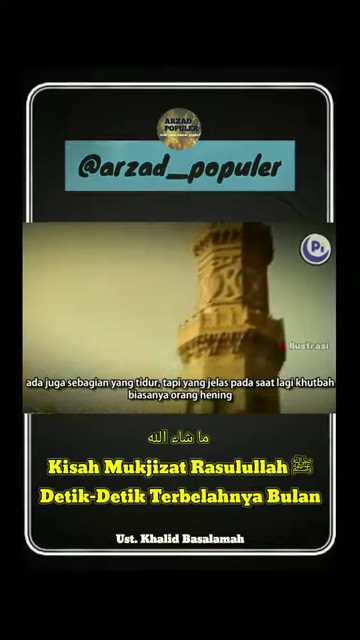 ARZAD
POPULER
@arzad_populer
Pi
Ilustrasi
ada juga sebagian yang tidur, tapi yang jelas pada saat lagi khutbah
biasanya orang hening
ما شاء الله
Kisah Mukjizat Rasulullah ﷺ
Detik-Detik Terbelahnya Bulan
Ust. Khalid Basalamah